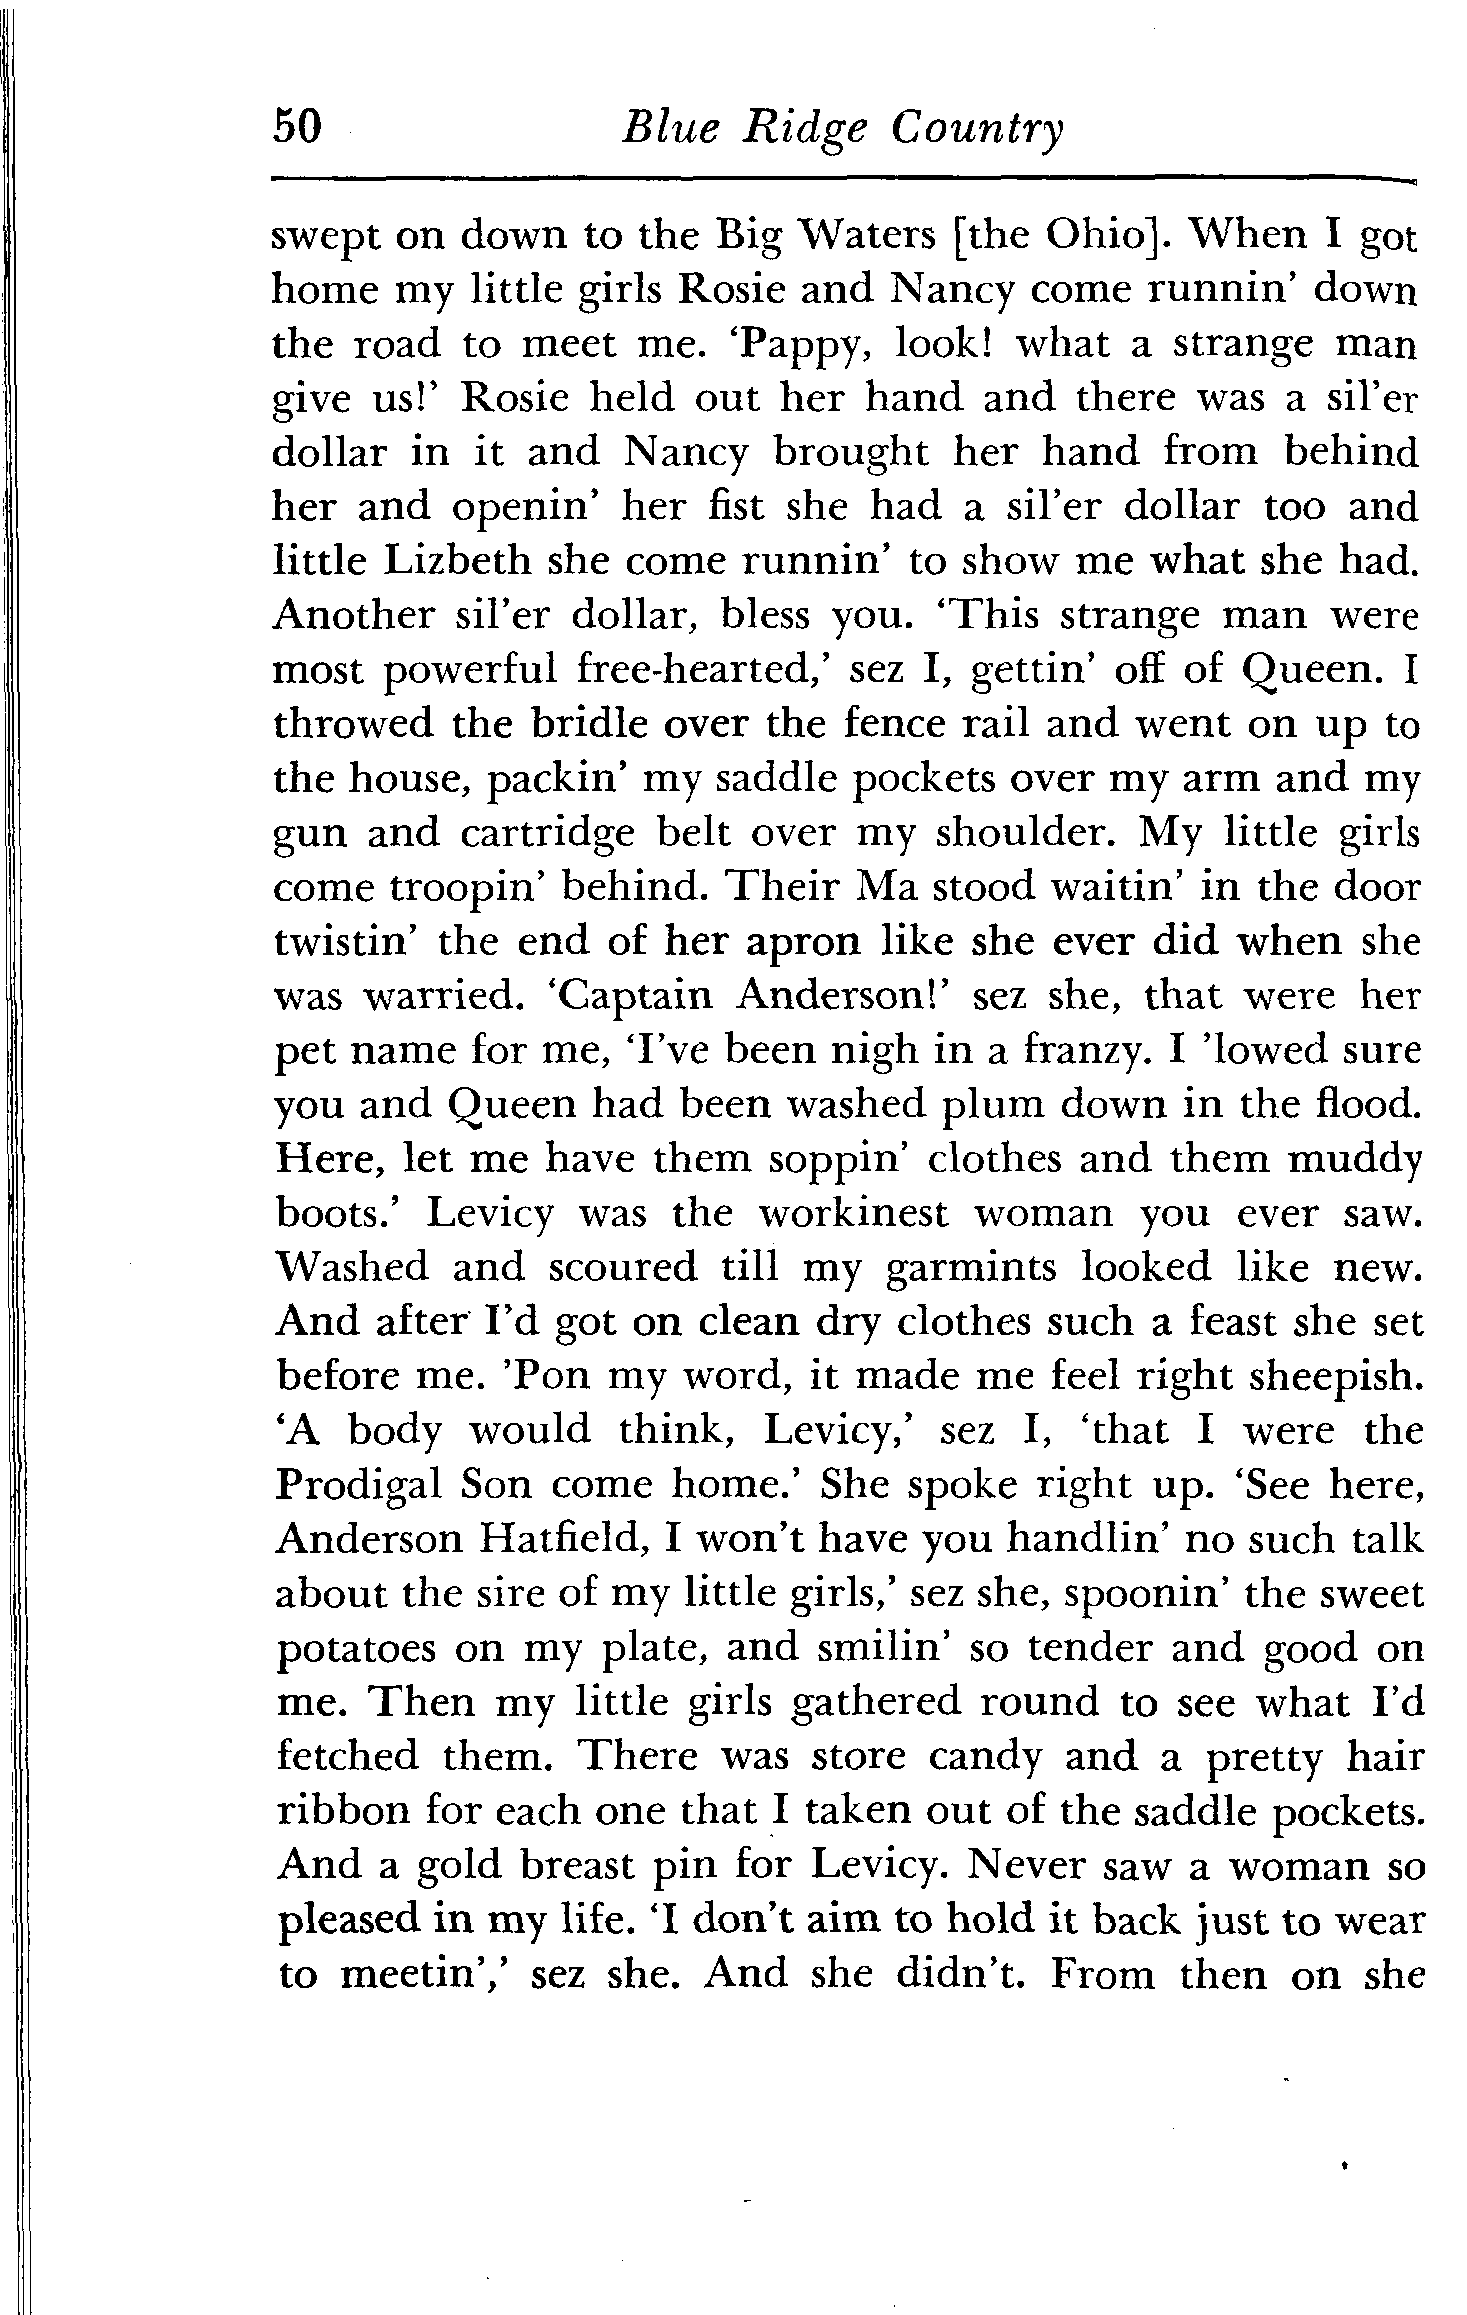 50 Blue Ridge Country
swept on down to the Big Waters [the Ohio]. When I got
home my little girls Rosie and Nancy come runnin’ down
the road to meet me. ‘Pappy, look! what a strange man
give us!’ Rosie held out her hand and there was a sil’er
dollar in it and Nancy brought her hand from behind
her and openin’ her fist she had a sil’er dollar too and
little Lizbeth she come runnin’ to show me what she had.
Another sil’er dollar, bless you. ‘This strange man were
most powerful free-hearted,’ sez I, gettin’ off of Queen. I
throwed the bridle over the fence rail and went on up to
the house, packin’ my saddle pockets over my arm and my
gun and cartridge belt over my shoulder. My little girls
come troopin’ behind. Their Ma stood waitin’ in the door
twistin’ the end of her apron like she ever did when she
was warried. ‘Captain Anderson!’ sez she, that were her
pet name for me, ‘I’ve been nigh in a franzy. I ’lowed sure
you and Queen had been washed plum down in the flood.
Here, let me have them soppin’ clothes and them muddy
boots.’ Levicy was the workinest woman you ever saw.
Washed and scoured till my garmints looked like new.
And after I’d got on clean dry clothes such a feast she set
before me. ’Pon my word, it made me feel right sheepish.
‘A body would think, Levicy,’ sez I, ‘that I were the
Prodigal Son come home.’ She spoke right up. ‘See here,
Anderson Hatfield, I won’t have you handlin’ no such talk
about the sire of my little girls,’ sez she, spoonin’ the sweet
potatoes on my plate, and smilin’ so tender and good on
me. Then my little girls gathered round to see what I’d
fetched them. There was store candy and a pretty hair
ribbon for each one that I taken out of the saddle pockets.
And a gold breast pin for Levicy. Never saw a woman so
pleased in my life. ‘I don’t aim to hold it back just to wear
to meetin’,’ sez she. And she didn’t. From then on she